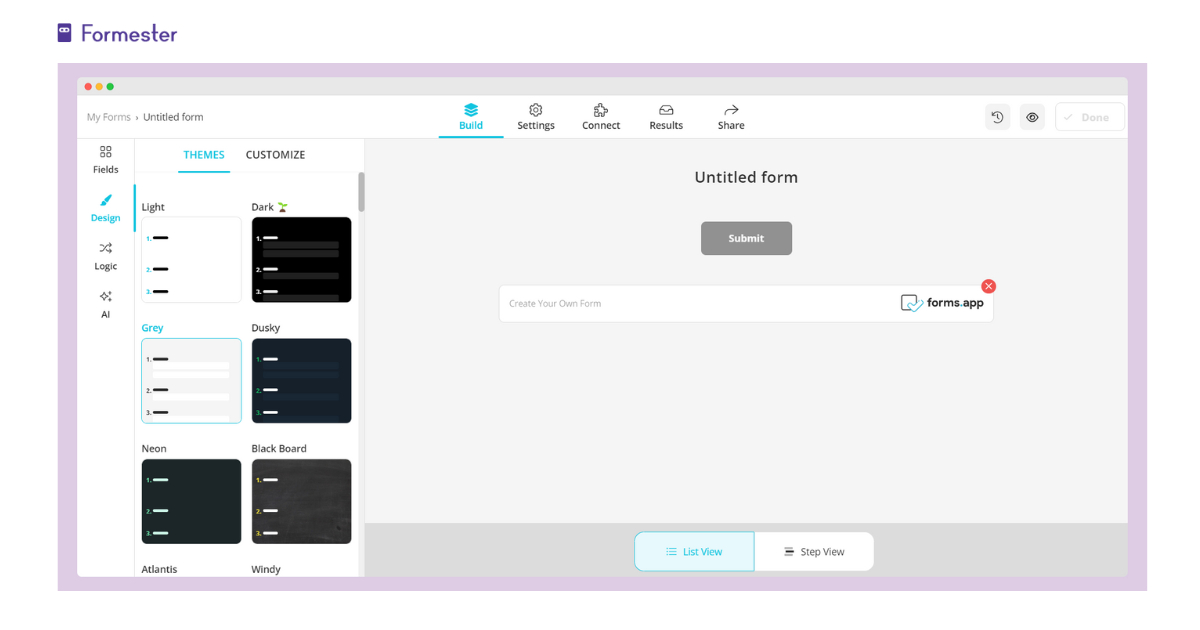 Formester
My Forms › Untitled form
Build
Settings
Connect
Results
Share
Done
Fields
Design
Logic
AI
THEMES CUSTOMIZE
Light Dark
1. 1.
2. 2.
3. 3.
Grey Dusky
1. 1.
2. 2.
3. 3.
Neon Black Board
1. 1.
2. 2.
3. 3.
Atlantis Windy
Untitled form
Submit
Create Your Own Form
forms.app
List View
Step View